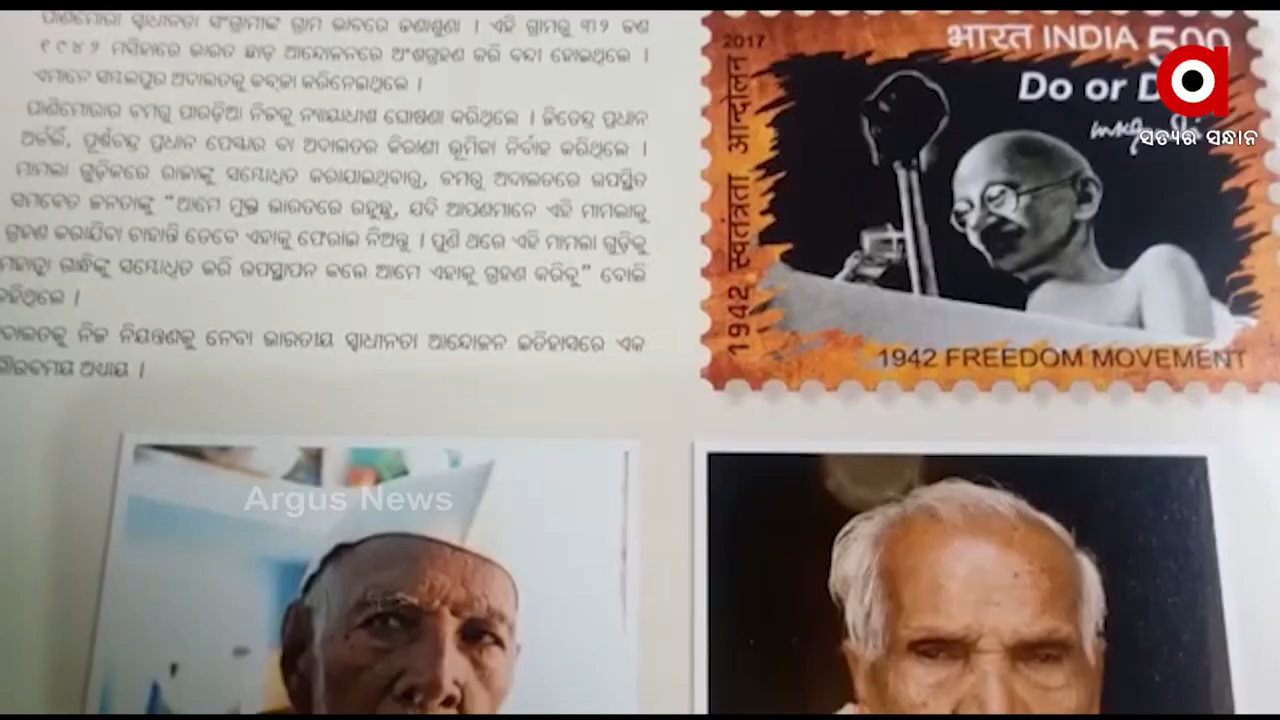 ପାଣିମୋରା ସ୍ୱାଧୀନତା ସଂଗ୍ରାମୀଙ୍କ ଗ୍ରାମ ଭାବରେ ଜଣାଶୁଣା । ଏହି ଗ୍ରାମରୁ ୩୨ ଜଣ
୧୯୪୨ ମସିହାରେ ଭାରତ ଛାଡ଼ ଆନ୍ଦୋଳନରେ ଅଂଶଗ୍ରହଣ କରି ବନ୍ଦୀ ହୋଇଥିଲେ ।
ଏମାନେ ସମ୍ବଲପୁର ଅଦାଲତକୁ କବ୍‌ଜା କରିନେଇଥିଲେ ।
ପାଣିମୋରାର ଚମରୁ ପାରଡ଼ିଆ ନିଜକୁ ନ୍ୟାୟାଧୀଶ ଘୋଷଣା କରିଥିଲେ । ଜିତେନ୍ଦ୍ର ପ୍ରଧାନ
ଅର୍ଡର୍ଲି, ପୂର୍ଣ୍ଣଚନ୍ଦ୍ର ପ୍ରଧାନ ପେସ୍କାର ବା ଅଦାଲତର କିରାଣୀ ଭୂମିକା ନିର୍ବାହ କରିଥିଲେ ।
ମାମଲା ଗୁଡ଼ିକରେ ରାଜାଙ୍କୁ ସମ୍ବୋଧିତ କରାଯାଇଥିବାରୁ, ଚମରୁ ଅଦାଲତରେ ଉପସ୍ଥିତ
ସମବେତ ଜନତାଙ୍କୁ “ଆମେ ମୁକ୍ତ ଭାରତରେ ରହୁଛୁ, ଯଦି ଆପଣମାନେ ଏହି ମାମଲାକୁ
ଗ୍ରହଣ କରାଯିବା ଚାହାନ୍ତି ତେବେ ଏହାକୁ ଫେରାଇ ନିଅନ୍ତୁ । ପୁଣି ଥରେ ଏହି ମାମଲା ଗୁଡ଼ିକୁ
ମହାତ୍ମା ଗାନ୍ଧିଙ୍କୁ ସମ୍ବୋଧିତ କରି ଉପସ୍ଥାପନ କଲେ ଆମେ ଏହାକୁ ଗ୍ରହଣ କରିବୁ” ବୋଲି
କହିଥିଲେ ।
ଅଦାଲତକୁ ନିଜ ନିୟନ୍ତ୍ରଣକୁ ନେବା ଭାରତୀୟ ସ୍ୱାଧୀନତା ଆନ୍ଦୋଳନ ଇତିହାସରେ ଏକ
ଗୌରବମୟ ଅଧ୍ୟାୟ ।
2017
भारत INDIA 500
Do or D
1942 स्वतंत्रता आन्दोलन
1942 FREEDOM MOVEMENT
ସତ୍ୟର ସନ୍ଧାନ
Argus News